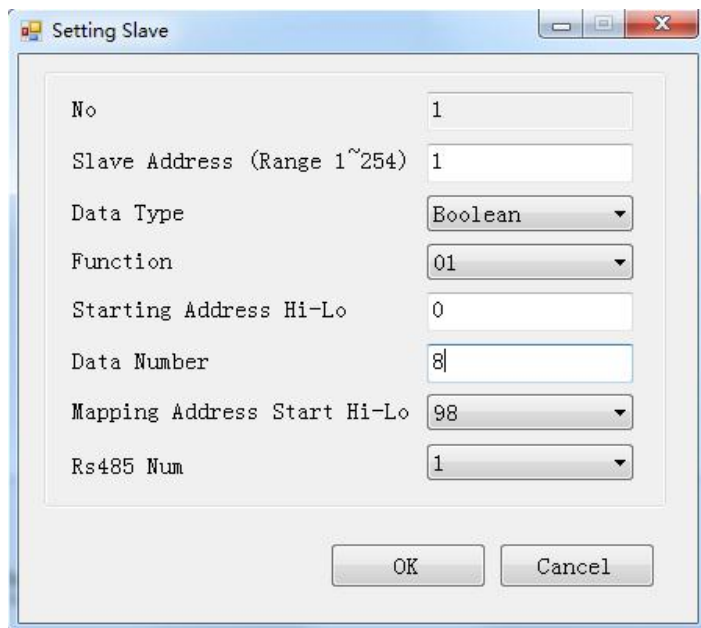 Setting Slave
No 1
Slave Address (Range 1~254) 1
Data Type Boolean
Function 01
Starting Address Hi-Lo 0
Data Number 8
Mapping Address Start Hi-Lo 98
Rs485 Num 1
OK Cancel